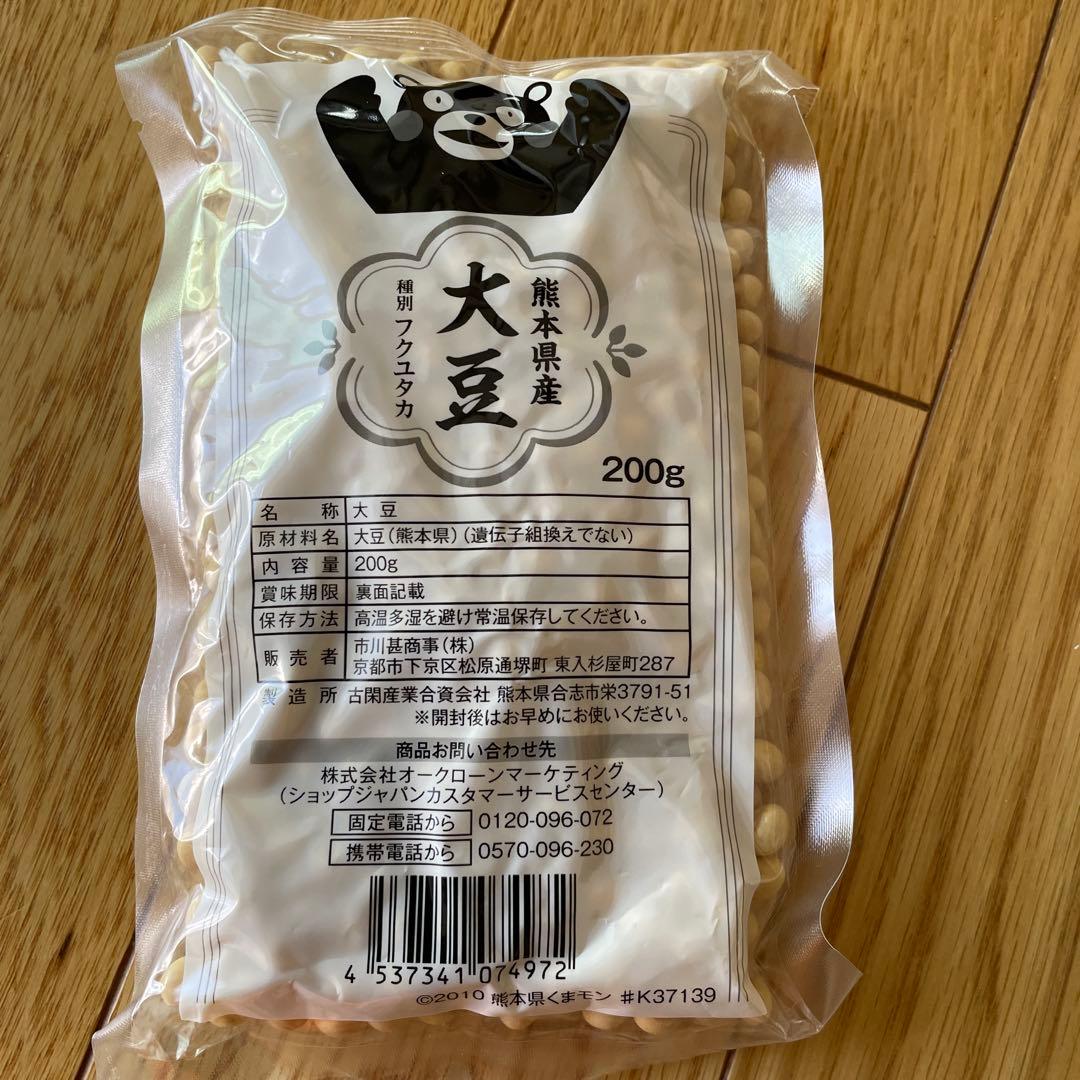 熊本県産
大豆
種別 フクユタカ
200g
名称 大豆
原材料名 大豆(熊本県)(遺伝子組換えでない)
内容量 200g
賞味期限 裏面記載
保存方法 高温多湿を避け常温保存してください。
販売者 市川甚商事(株)
京都市下京区松原通堺町 東入杉屋町287
製造所 古閑産業合資会社 熊本県合志市栄3791-51
※開封後はお早めにお使いください。
商品お問い合わせ先
株式会社オークローンマーケティング
(ショップジャパンカスタマーサービスセンター)
固定電話から 0120-096-072
携帯電話から 0570-096-230
4 537341 074972
©2010 熊本県くまモン #K37139